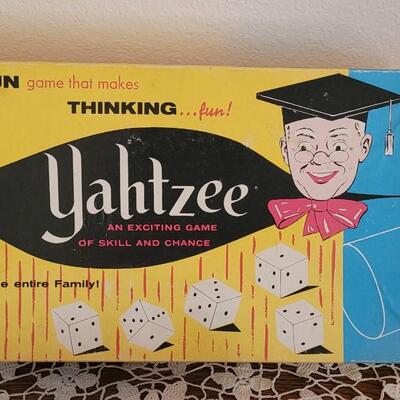 UN game that makes
THINKING...fun!
Yahtzee
AN EXCITING GAME
OF SKILL AND CHANCE
e entire Family!